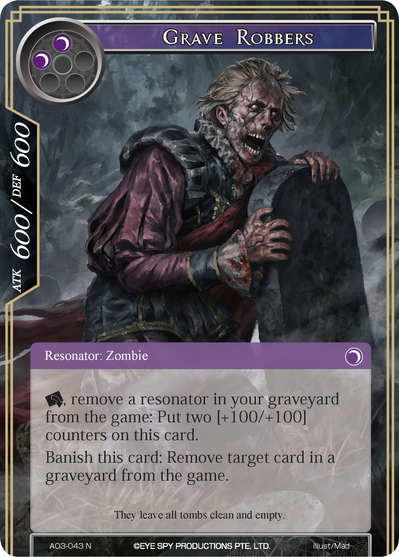 Grave Robbers
ATK 600/DEF 600
Resonator: Zombie
, remove a resonator in your graveyard
from the game: Put two [+100/+100]
counters on this card.
Banish this card: Remove target card in a
graveyard from the game.
They leave all tombs clean and empty.
A03-043 N ©EYE SPY PRODUCTIONS PTE. LTD. Illust/Mad